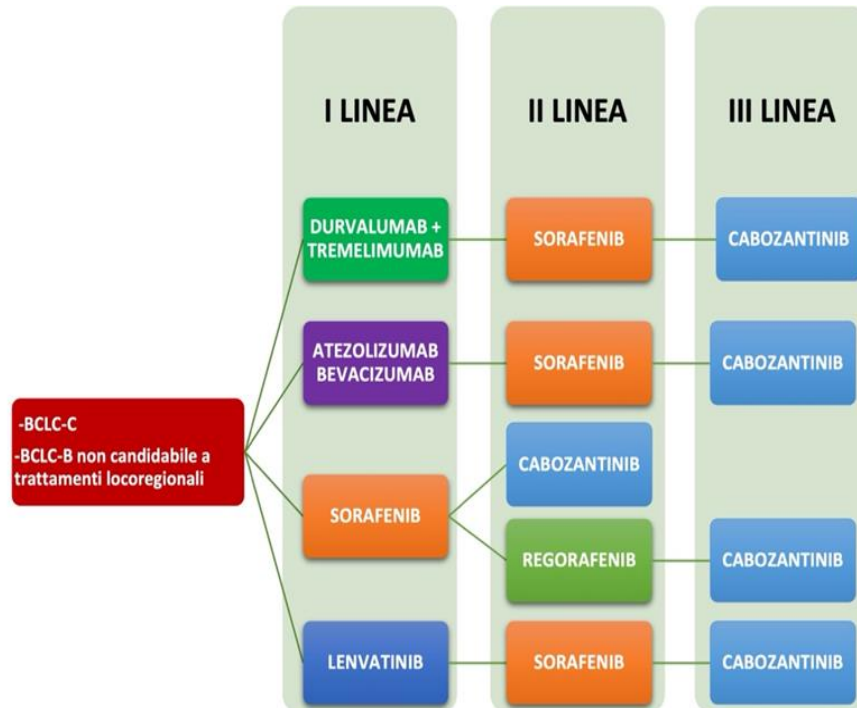 I LINEA
II LINEA
III LINEA
DURVALUMAB +
TREMELIMUMAB
SORAFENIB
CABOZANTINIB
ATEZOLIZUMAB
BEVACIZUMAB
SORAFENIB
CABOZANTINIB
-BCLC-C
-BCLC-B non candidabile a
trattamenti locoregionali
SORAFENIB
CABOZANTINIB
REGORAFENIB
CABOZANTINIB
LENVATINIB
SORAFENIB
CABOZANTINIB